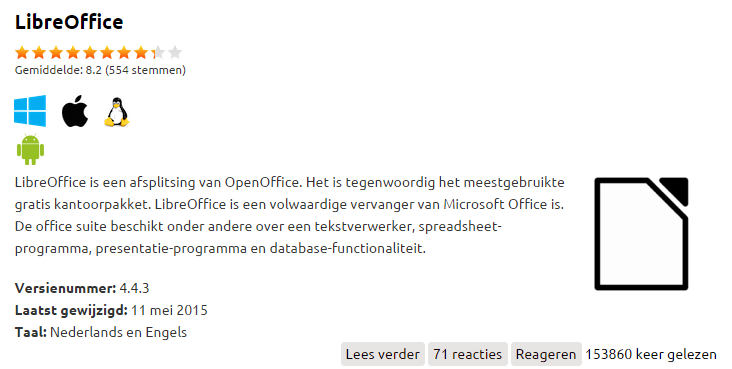 LibreOffice
Gemiddelde: 8.2 (554 stemmen)
LibreOffice is een afsplitsing van OpenOffice. Het is tegenwoordig het meestgebruikte
gratis kantoorpakket. LibreOffice is een volwaardige vervanger van Microsoft Office is.
De office suite beschikt onder andere over een tekstverwerker, spreadsheet-
programma, presentatie-programma en database-functionaliteit.
Versienummer: 4.4.3
Laatst gewijzigd: 11 mei 2015
Taal: Nederlands en Engels
Lees verder 71 reacties Reageren 153860 keer gelezen